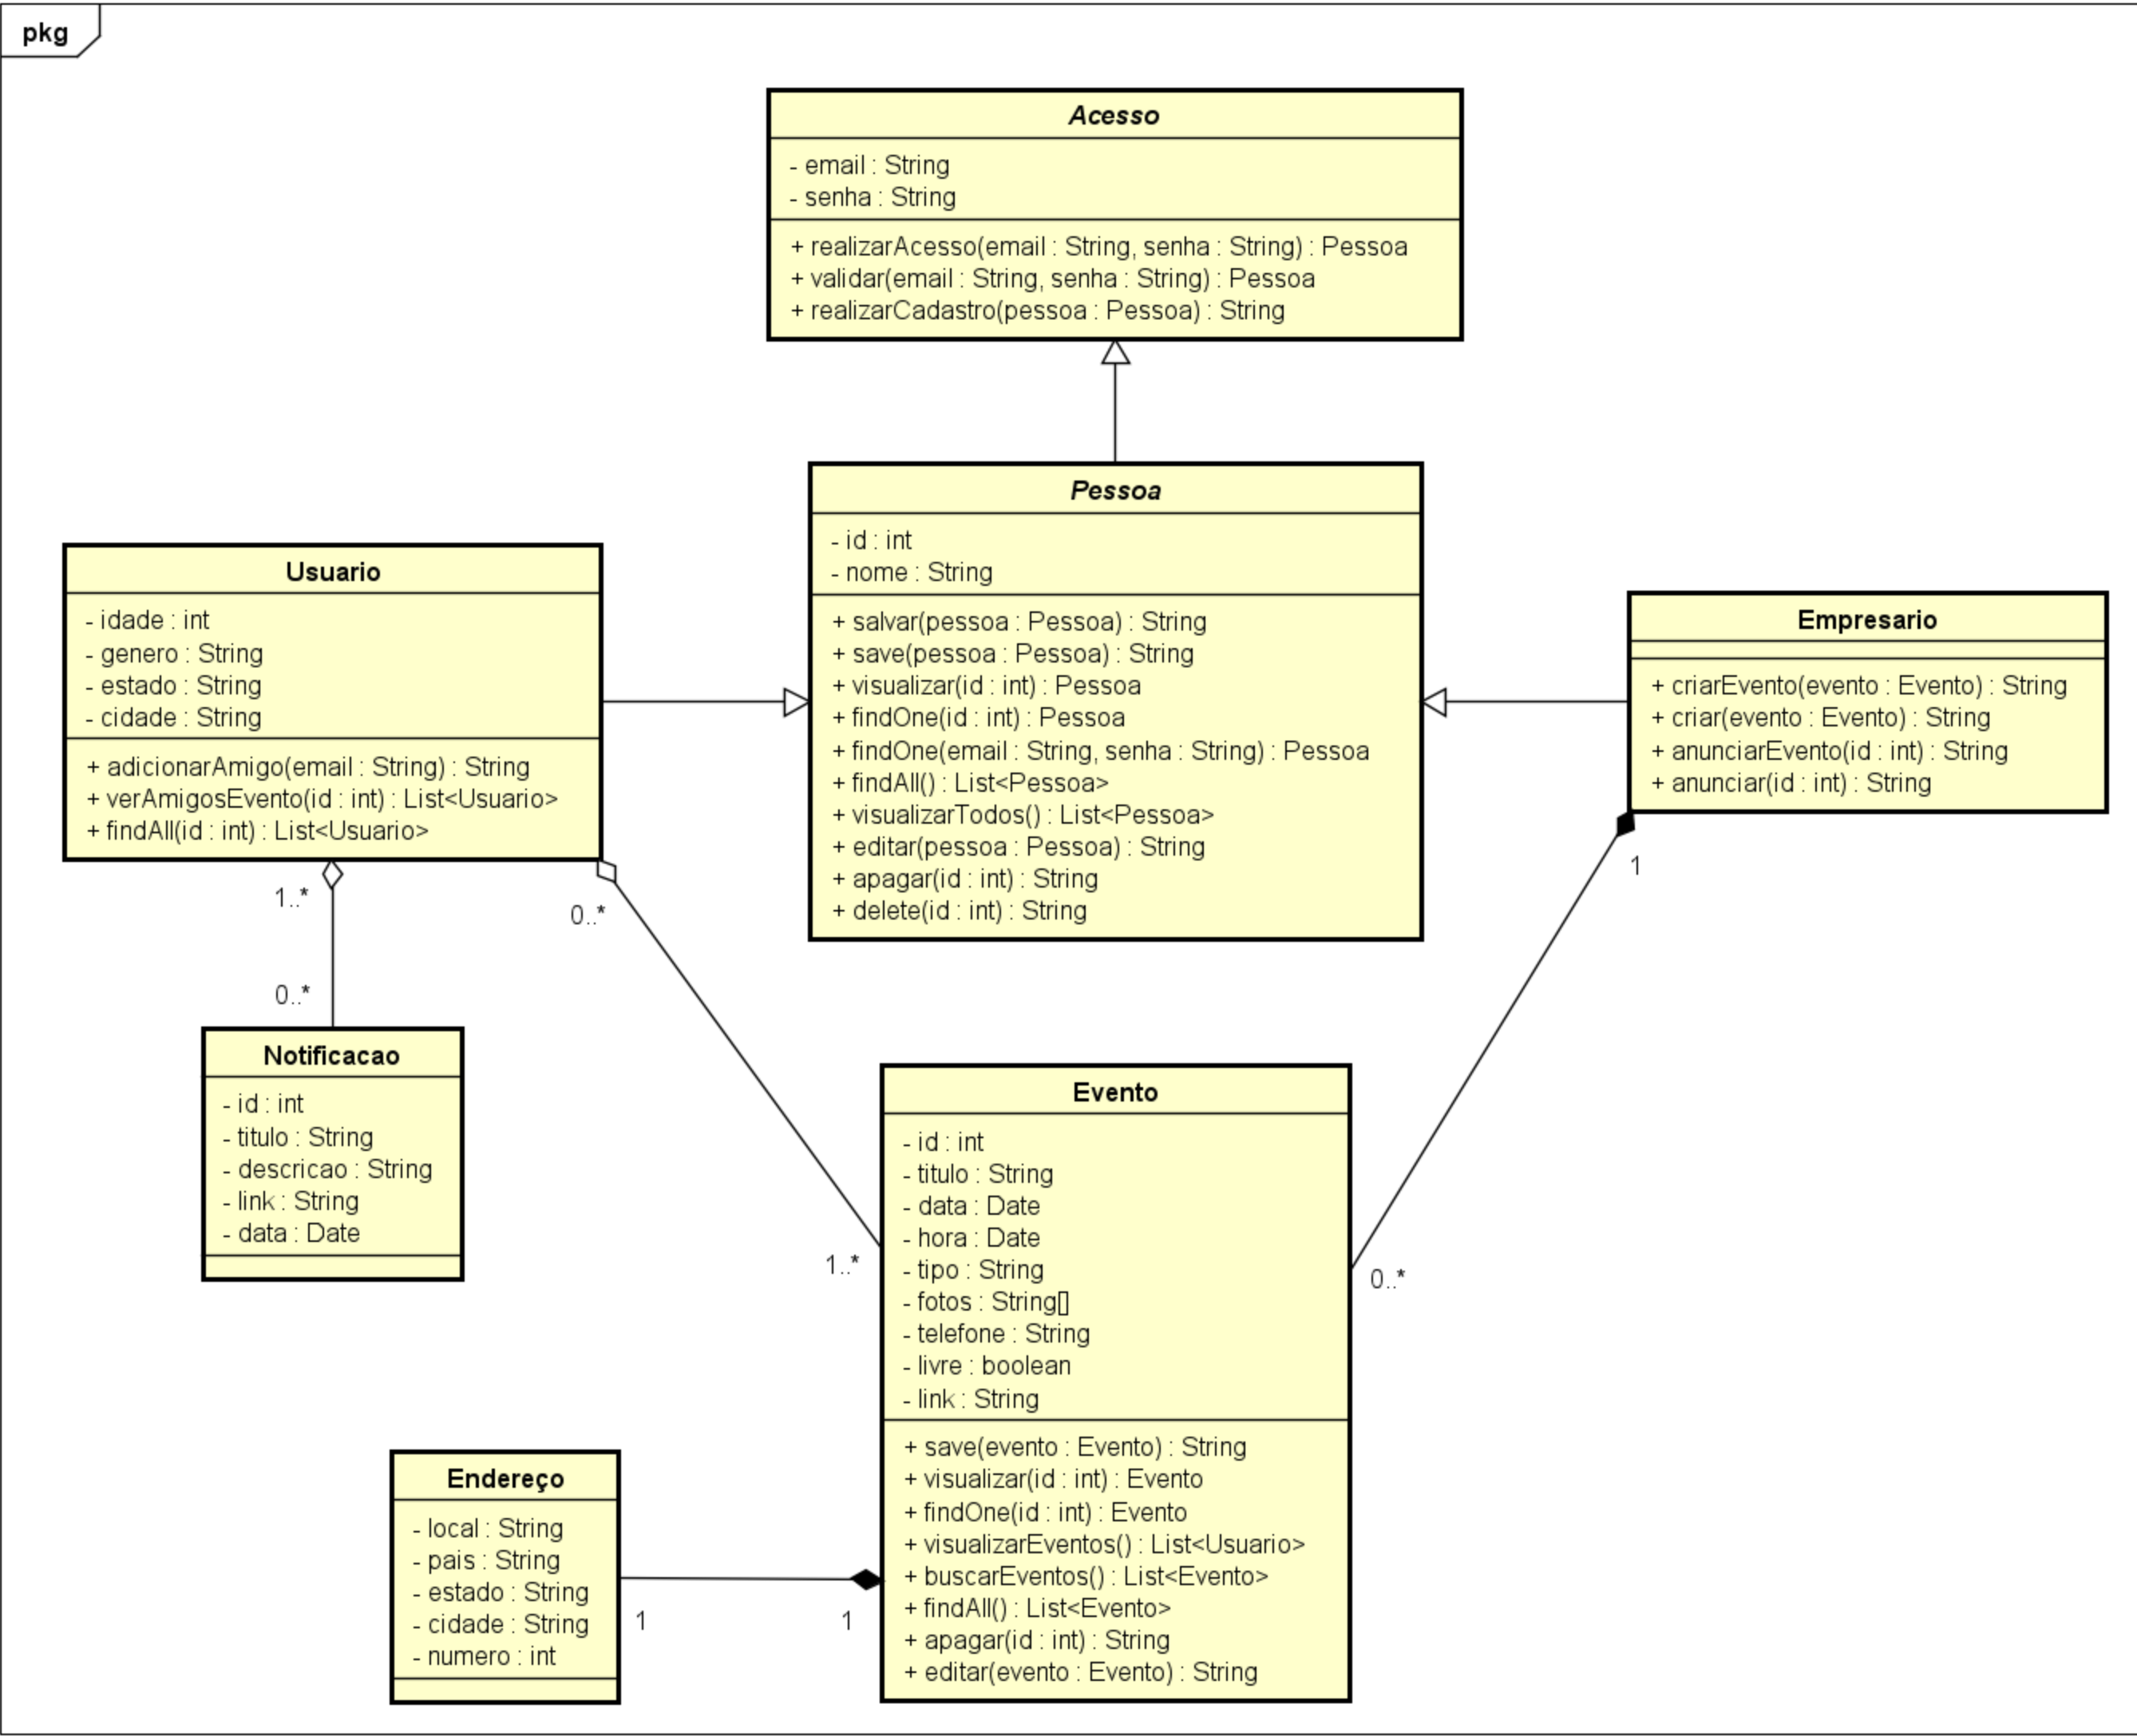 pkg
Acesso
- email : String
- senha : String
+ realizarAcesso(email : String, senha : String) : Pessoa
+ validar(email : String, senha : String) : Pessoa
+ realizarCadastro(pessoa : Pessoa) : String
Pessoa
- id : int
- nome : String
+ salvar(pessoa : Pessoa) : String
+ save(pessoa : Pessoa) : String
+ visualizar(id : int) : Pessoa
+ findOne(id : int) : Pessoa
+ findOne(email : String, senha : String) : Pessoa
+ findAll() : List<Pessoa>
+ visualizarTodos() : List<Pessoa>
+ editar(pessoa : Pessoa) : String
+ apagar(id : int) : String
+ delete(id : int) : String
Usuario
- idade : int
- genero : String
- estado : String
- cidade : String
+ adicionarAmigo(email : String) : String
+ verAmigosEvento(id : int) : List<Usuario>
+ findAll(id : int) : List<Usuario>
Empresario
+ criarEvento(evento : Evento) : String
+ criar(evento : Evento) : String
+ anunciarEvento(id : int) : String
+ anunciar(id : int) : String
1..*
0..*
1
0..*
Notificacao
- id : int
- titulo : String
- descricao : String
- link : String
- data : Date
1..*
0..*
Evento
- id : int
- titulo : String
- data : Date
- hora : Date
- tipo : String
- fotos : String[]
- telefone : String
- livre : boolean
- link : String
+ save(evento : Evento) : String
+ visualizar(id : int) : Evento
+ findOne(id : int) : Evento
+ visualizarEventos() : List<Usuario>
+ buscarEventos() : List<Evento>
+ findAll() : List<Evento>
+ apagar(id : int) : String
+ editar(evento : Evento) : String
Endereço
- local : String
- pais : String
- estado : String
- cidade : String
- numero : int
1
1